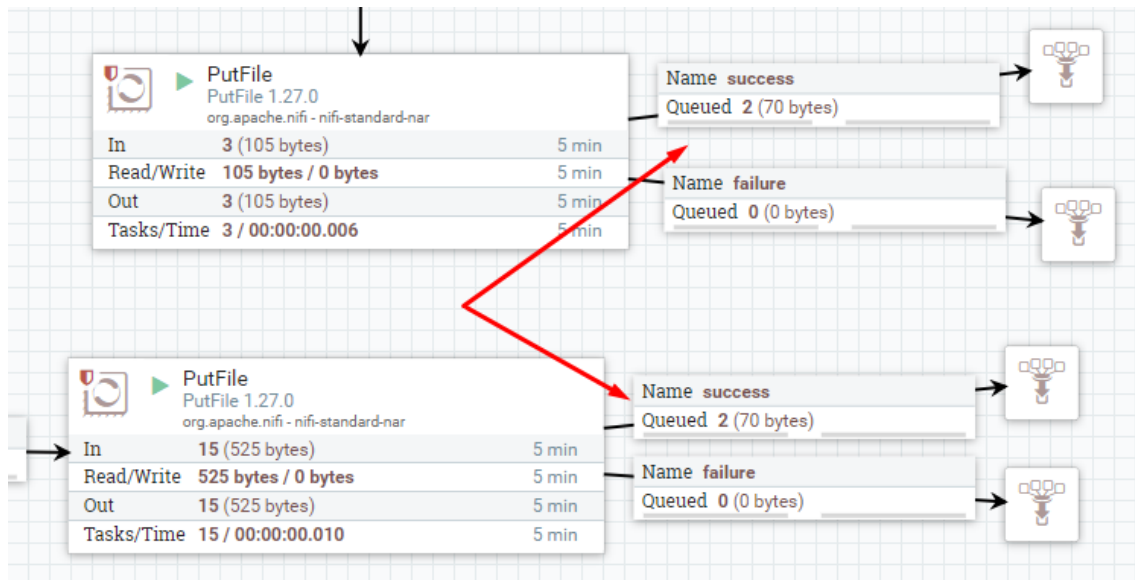 PutFile
PutFile 1.27.0
org.apache.nifi - nifi-standard-nar
In 3 (105 bytes) 5 min
Read/Write 105 bytes / 0 bytes 5 min
Out 3 (105 bytes) 5 min
Tasks/Time 3 / 00:00:00.006 5 min
Name success
Queued 2 (70 bytes)
Name failure
Queued 0 (0 bytes)
PutFile
PutFile 1.27.0
org.apache.nifi - nifi-standard-nar
In 15 (525 bytes) 5 min
Read/Write 525 bytes / 0 bytes 5 min
Out 15 (525 bytes) 5 min
Tasks/Time 15 / 00:00:00.010 5 min
Name success
Queued 2 (70 bytes)
Name failure
Queued 0 (0 bytes)